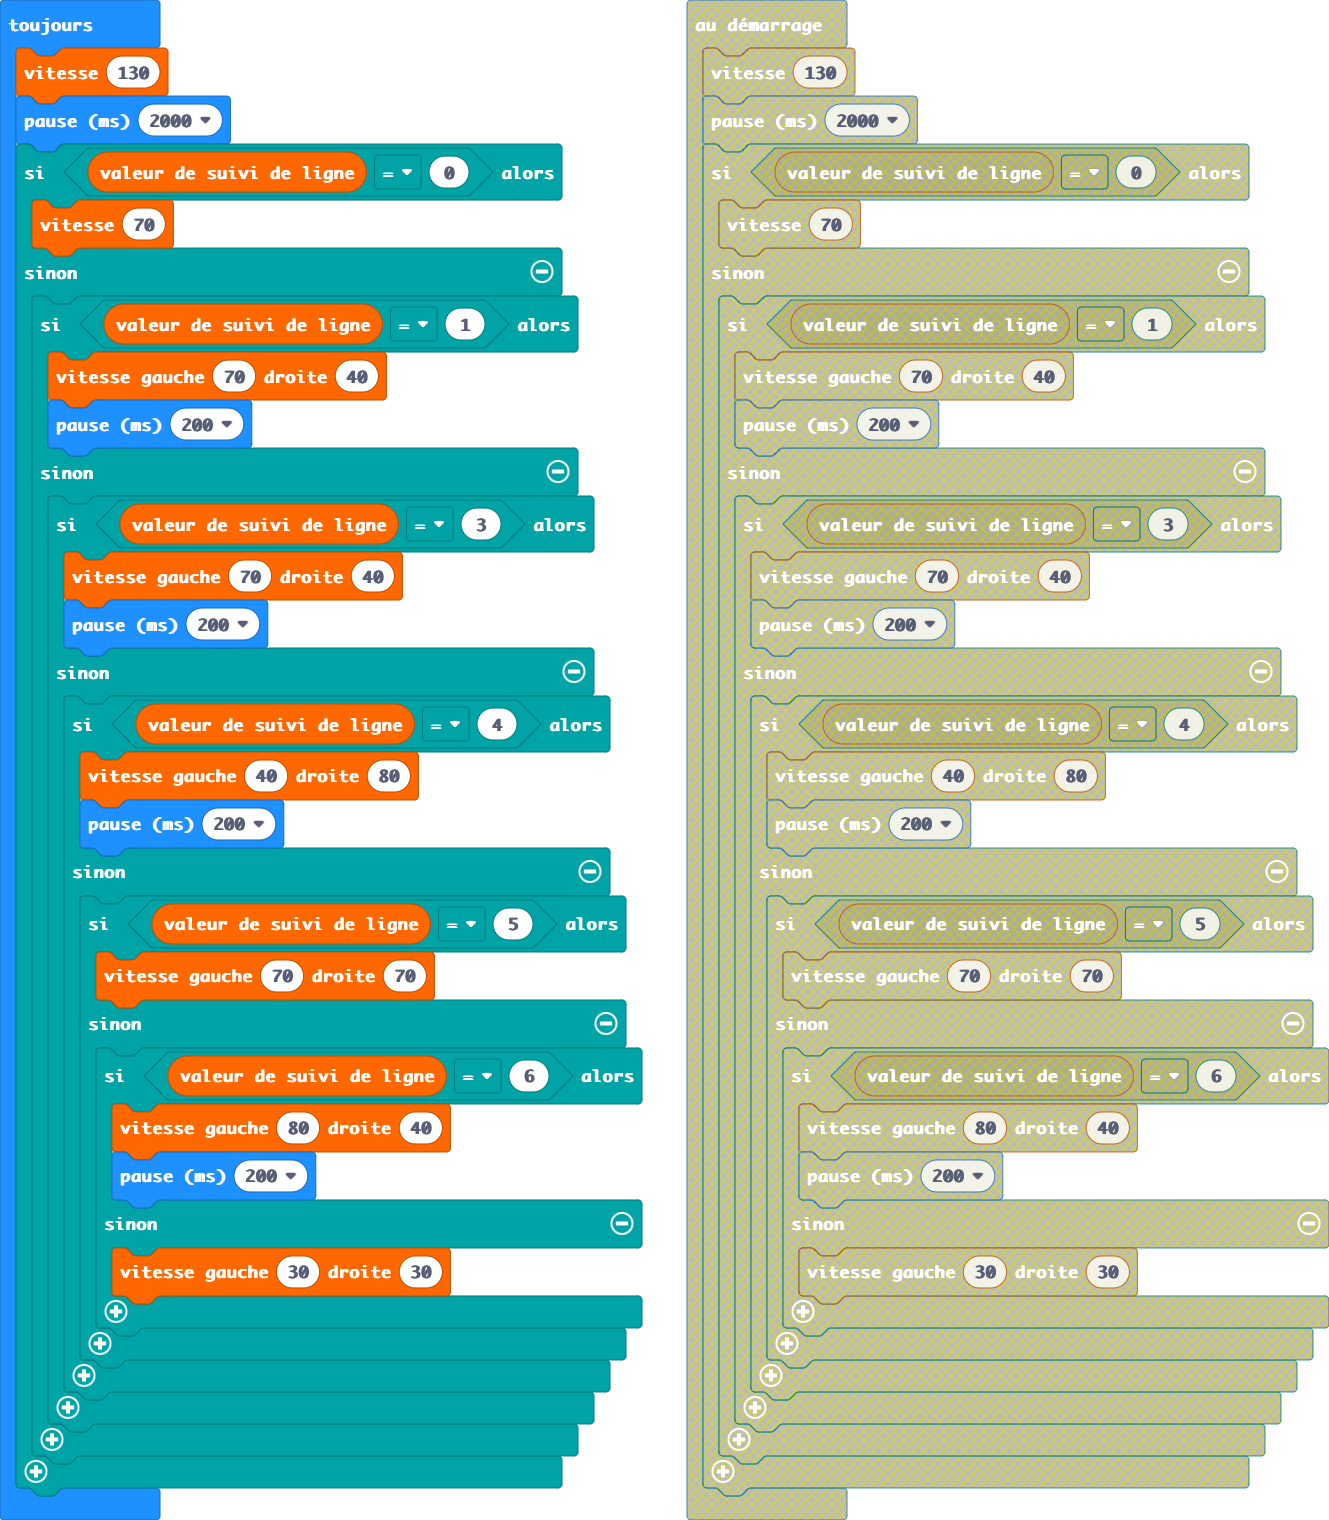 toujours
vitesse 130
pause (ms) 2000
si valeur de suivi de ligne = 0 alors
vitesse 70
sinon
si valeur de suivi de ligne = 1 alors
vitesse gauche 70 droite 40
pause (ms) 200
sinon
si valeur de suivi de ligne = 3 alors
vitesse gauche 70 droite 40
pause (ms) 200
sinon
si valeur de suivi de ligne = 4 alors
vitesse gauche 40 droite 80
pause (ms) 200
sinon
si valeur de suivi de ligne = 5 alors
vitesse gauche 70 droite 70
sinon
si valeur de suivi de ligne = 6 alors
vitesse gauche 80 droite 40
pause (ms) 200
sinon
vitesse gauche 30 droite 30
au démarrage
vitesse 130
pause (ms) 2000
si valeur de suivi de ligne = 0 alors
vitesse 70
sinon
si valeur de suivi de ligne = 1 alors
vitesse gauche 70 droite 40
pause (ms) 200
sinon
si valeur de suivi de ligne = 3 alors
vitesse gauche 70 droite 40
pause (ms) 200
sinon
si valeur de suivi de ligne = 4 alors
vitesse gauche 40 droite 80
pause (ms) 200
sinon
si valeur de suivi de ligne = 5 alors
vitesse gauche 70 droite 70
sinon
si valeur de suivi de ligne = 6 alors
vitesse gauche 80 droite 40
pause (ms) 200
sinon
vitesse gauche 30 droite 30